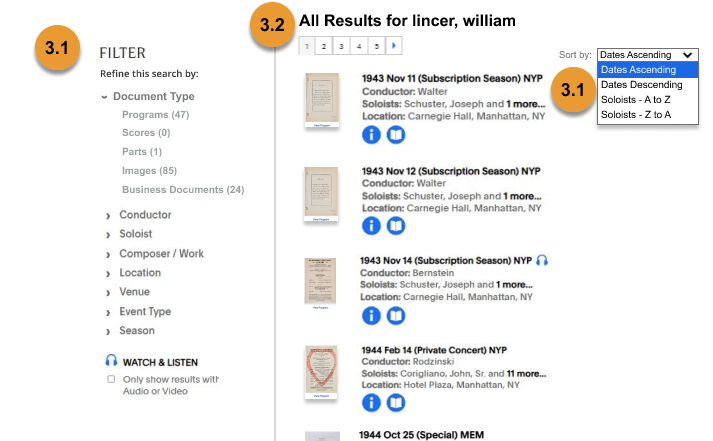 3.1
FILTER
Refine this search by:
Document Type
Programs (47)
Scores (0)
Parts (1)
Images (85)
Business Documents (24)
Conductor
Soloist
Composer / Work
Location
Venue
Event Type
Season
WATCH & LISTEN
Only show results with
Audio or Video
3.2
All Results for lincer, william
1 2 3 4 5
Sort by: Dates Ascending
Dates Ascending
Dates Descending
Soloists - A to Z
Soloists - Z to A
3.1
1943 Nov 11 (Subscription Season) NYP
Conductor: Walter
Soloists: Schuster, Joseph and 1 more...
Location: Carnegie Hall, Manhattan, NY
1943 Nov 12 (Subscription Season) NYP
Conductor: Walter
Soloists: Schuster, Joseph and 1 more...
Location: Carnegie Hall, Manhattan, NY
1943 Nov 14 (Subscription Season) NYP
Conductor: Bernstein
Soloists: Schuster, Joseph and 1 more...
Location: Carnegie Hall, Manhattan, NY
1944 Feb 14 (Private Concert) NYP
Conductor: Rodzinski
Soloists: Corigliano, John, Sr. and 11 more...
Location: Hotel Plaza, Manhattan, NY
1944 Oct 25 (Special) MEM